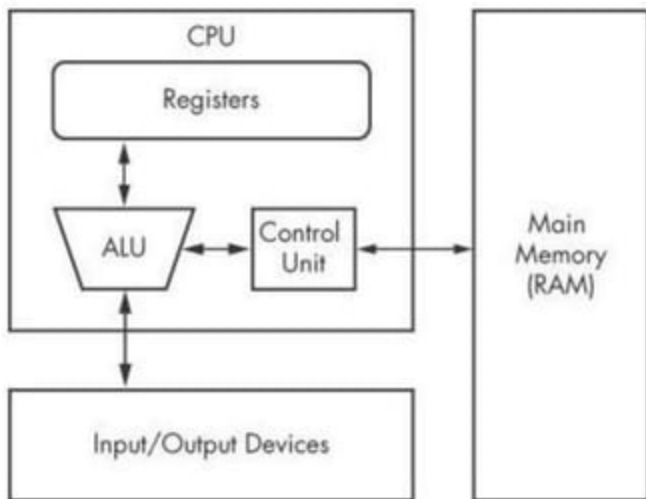 CPU
Registers
ALU
Control
Unit
Main
Memory
(RAM)
Input/Output Devices